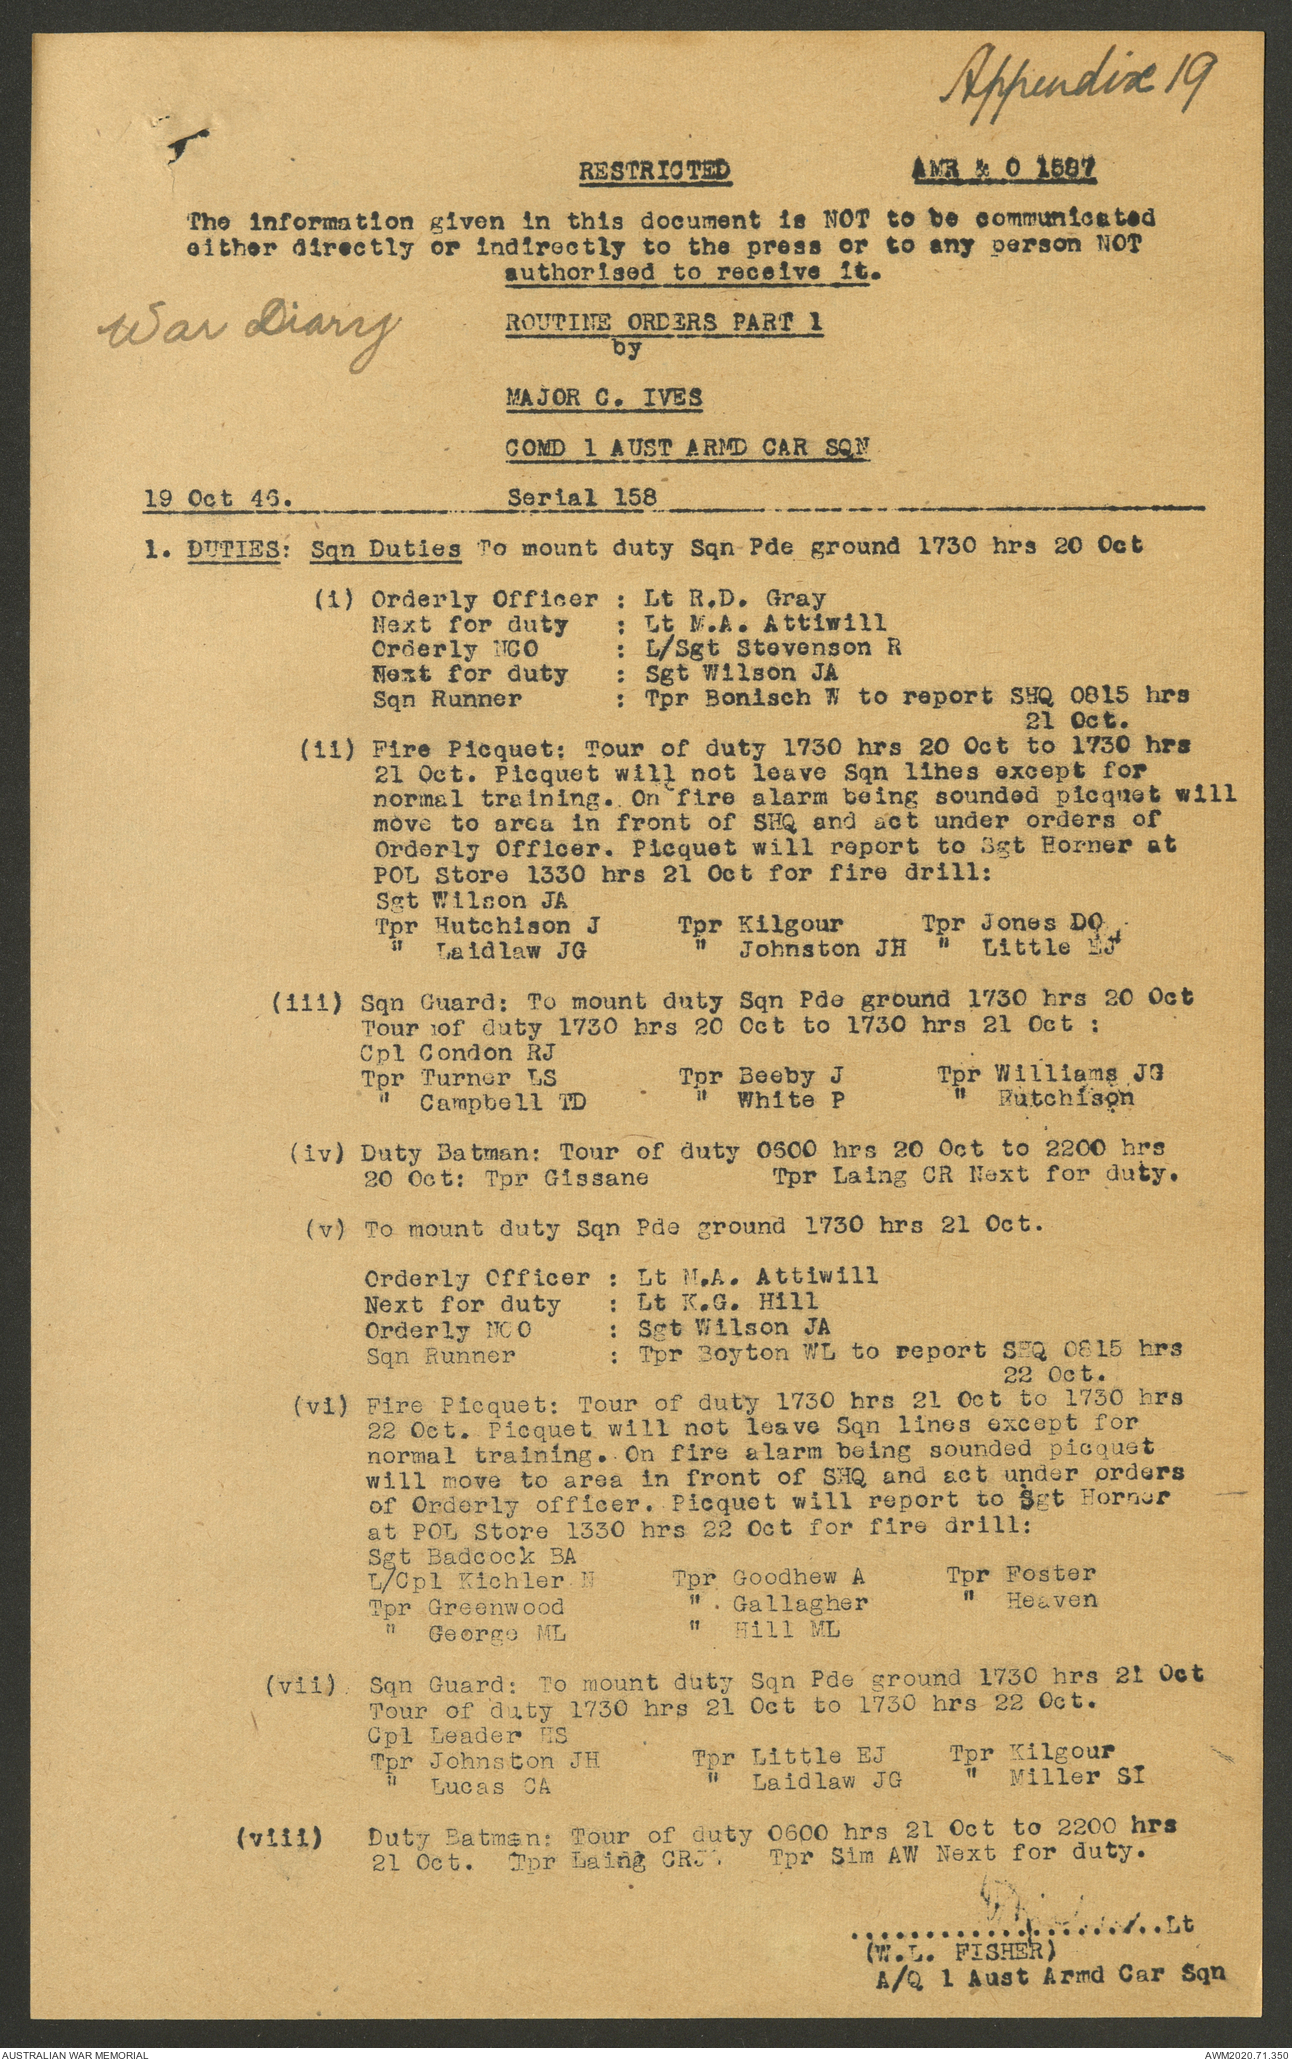 Appendix 19
RESTRICTED AMR & O 1587
The information given in this document is NOT to be communicated
either directly or indirectly to the press or to any person NOT
authorised to receive it.
War Diary
ROUTINE ORDERS PART 1
by
MAJOR C. IVES
COMD 1 AUST ARMD CAR SQN
19 Oct 46. Serial 158
1. DUTIES: Sqn Duties To mount duty Sqn Pde ground 1730 hrs 20 Oct
(i) Orderly Officer : Lt R.D. Gray
Next for duty : Lt M.A. Attiwill
Orderly NCO : L/Sgt Stevenson R
Next for duty : Sgt Wilson JA
Sqn Runner : Tpr Bonisch W to report SHQ 0815 hrs
21 Oct.
(ii) Fire Picquet: Tour of duty 1730 hrs 20 Oct to 1730 hrs
21 Oct. Picquet will not leave Sqn lines except for
normal training. On fire alarm being sounded picquet will
move to area in front of SHQ and act under orders of
Orderly Officer. Picquet will report to Sgt Horner at
POL Store 1330 hrs 21 Oct for fire drill:
Sgt Wilson JA
Tpr Hutchison J Tpr Kilgour Tpr Jones DO
" Laidlaw JG " Johnston JH " Little EJ
(iii) Sqn Guard: To mount duty Sqn Pde ground 1730 hrs 20 Oct
Tour of duty 1730 hrs 20 Oct to 1730 hrs 21 Oct :
Cpl Condon RJ
Tpr Turner LS Tpr Beeby J Tpr Williams JG
" Campbell TD " White P " Hutchison
(iv) Duty Batman: Tour of duty 0600 hrs 20 Oct to 2200 hrs
20 Oct: Tpr Gissane Tpr Laing CR Next for duty.
(v) To mount duty Sqn Pde ground 1730 hrs 21 Oct.
Orderly Officer : Lt M.A. Attiwill
Next for duty : Lt K.G. Hill
Orderly NCO : Sgt Wilson JA
Sqn Runner : Tpr Boyton WL to report SHQ 0815 hrs
22 Oct.
(vi) Fire Picquet: Tour of duty 1730 hrs 21 Oct to 1730 hrs
22 Oct. Picquet will not leave Sqn lines except for
normal training. On fire alarm being sounded picquet
will move to area in front of SHQ and act under orders
of Orderly officer. Picquet will report to Sgt Horner
at POL Store 1330 hrs 22 Oct for fire drill:
Sgt Badcock BA
L/Cpl Kichler N Tpr Goodhew A Tpr Foster
Tpr Greenwood " Gallagher " Heaven
" George ML " Hill ML
(vii) Sqn Guard: To mount duty Sqn Pde ground 1730 hrs 21 Oct
Tour of duty 1730 hrs 21 Oct to 1730 hrs 22 Oct.
Cpl Leader HS
Tpr Johnston JH Tpr Little EJ Tpr Kilgour
" Lucas CA " Laidlaw JG " Miller SI
(viii) Duty Batman: Tour of duty 0600 hrs 21 Oct to 2200 hrs
21 Oct. Tpr Laing CR Tpr Sim AW Next for duty.
....................Lt
(W.L. FISHER)
A/Q 1 Aust Armd Car Sqn
AUSTRALIAN WAR MEMORIAL AWM2020.71.350